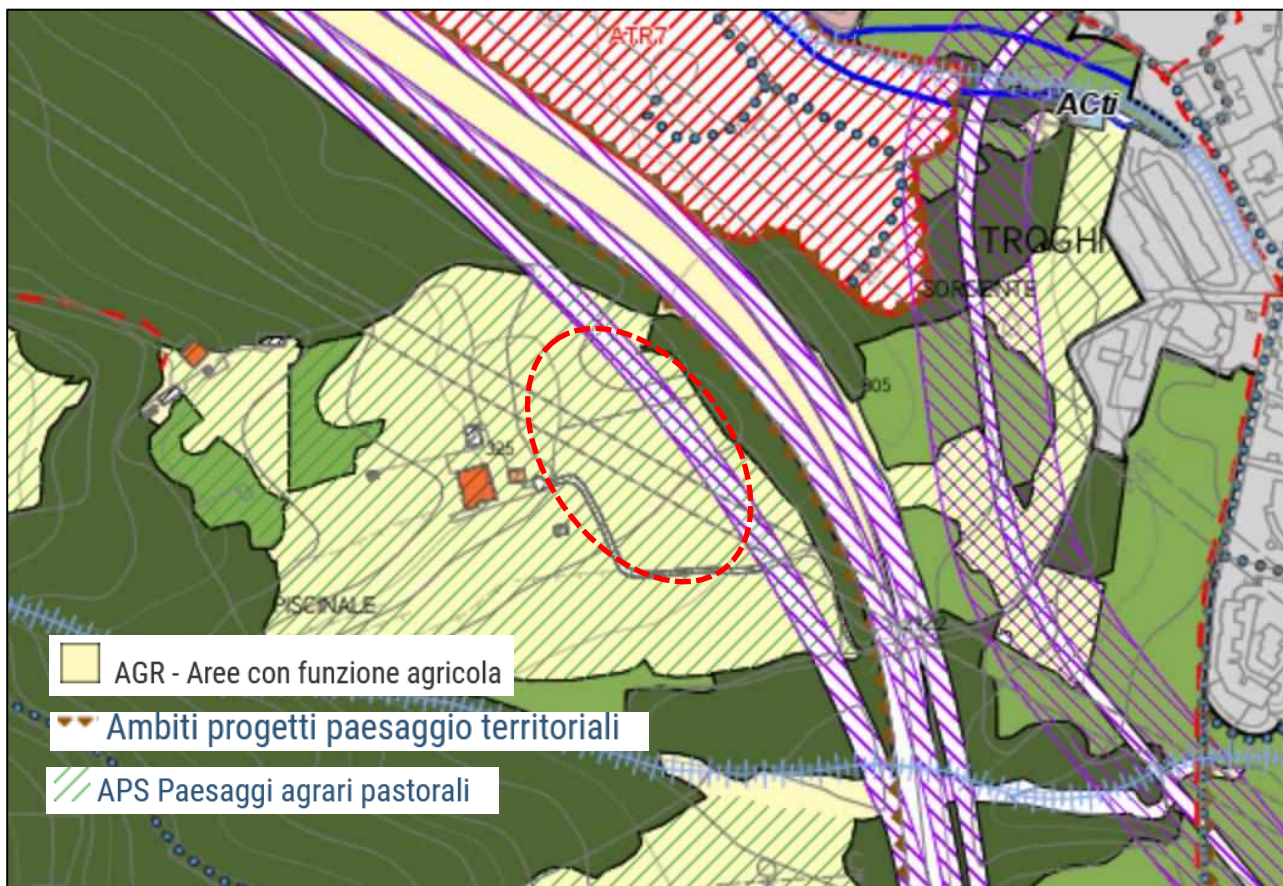 ATR7
ACti
TROGHI
SORSENTE
305
325
PISCINALE
AGR - Aree con funzione agricola
Ambiti progetti paesaggio territoriali
APS Paesaggi agrari pastorali